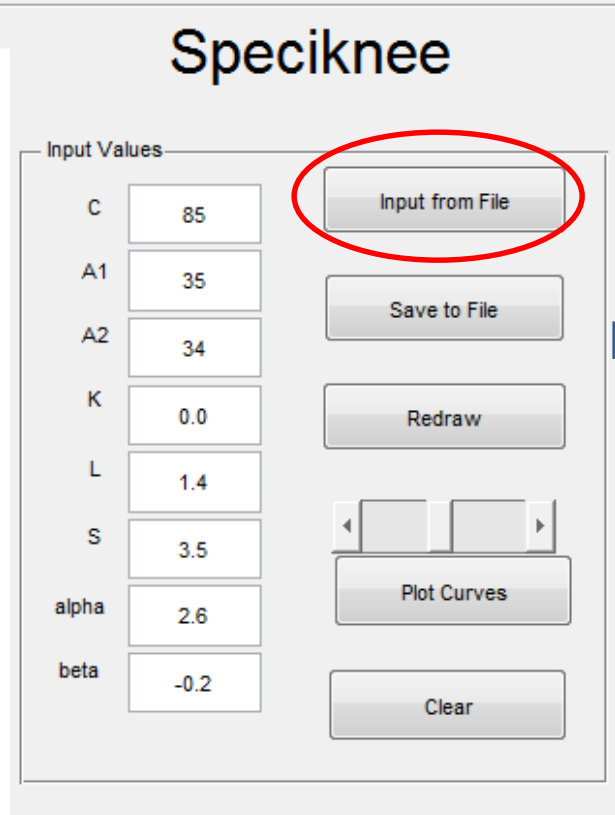 Speciknee
Input Values
C 85
Input from File
A1 35
Save to File
A2 34
K 0.0
Redraw
L 1.4
S 3.5
alpha 2.6
Plot Curves
beta -0.2
Clear